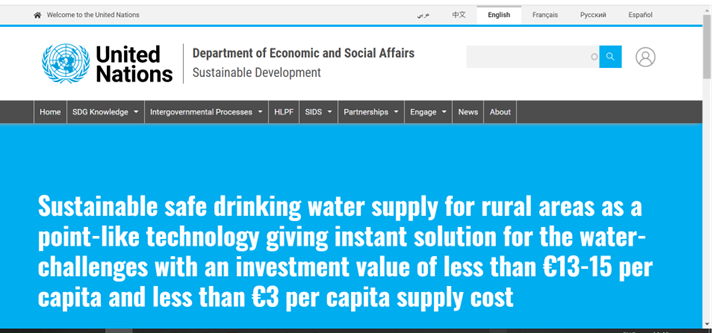 Welcome to the United Nations
عربي
中文
English
Français
Русский
Español
United
Nations
Department of Economic and Social Affairs
Sustainable Development
Home
SDG Knowledge
Intergovernmental Processes
HLPF
SIDS
Partnerships
Engage
News
About
Sustainable safe drinking water supply for rural areas as a
point-like technology giving instant solution for the water-
challenges with an investment value of less than €13-15 per
capita and less than €3 per capita supply cost